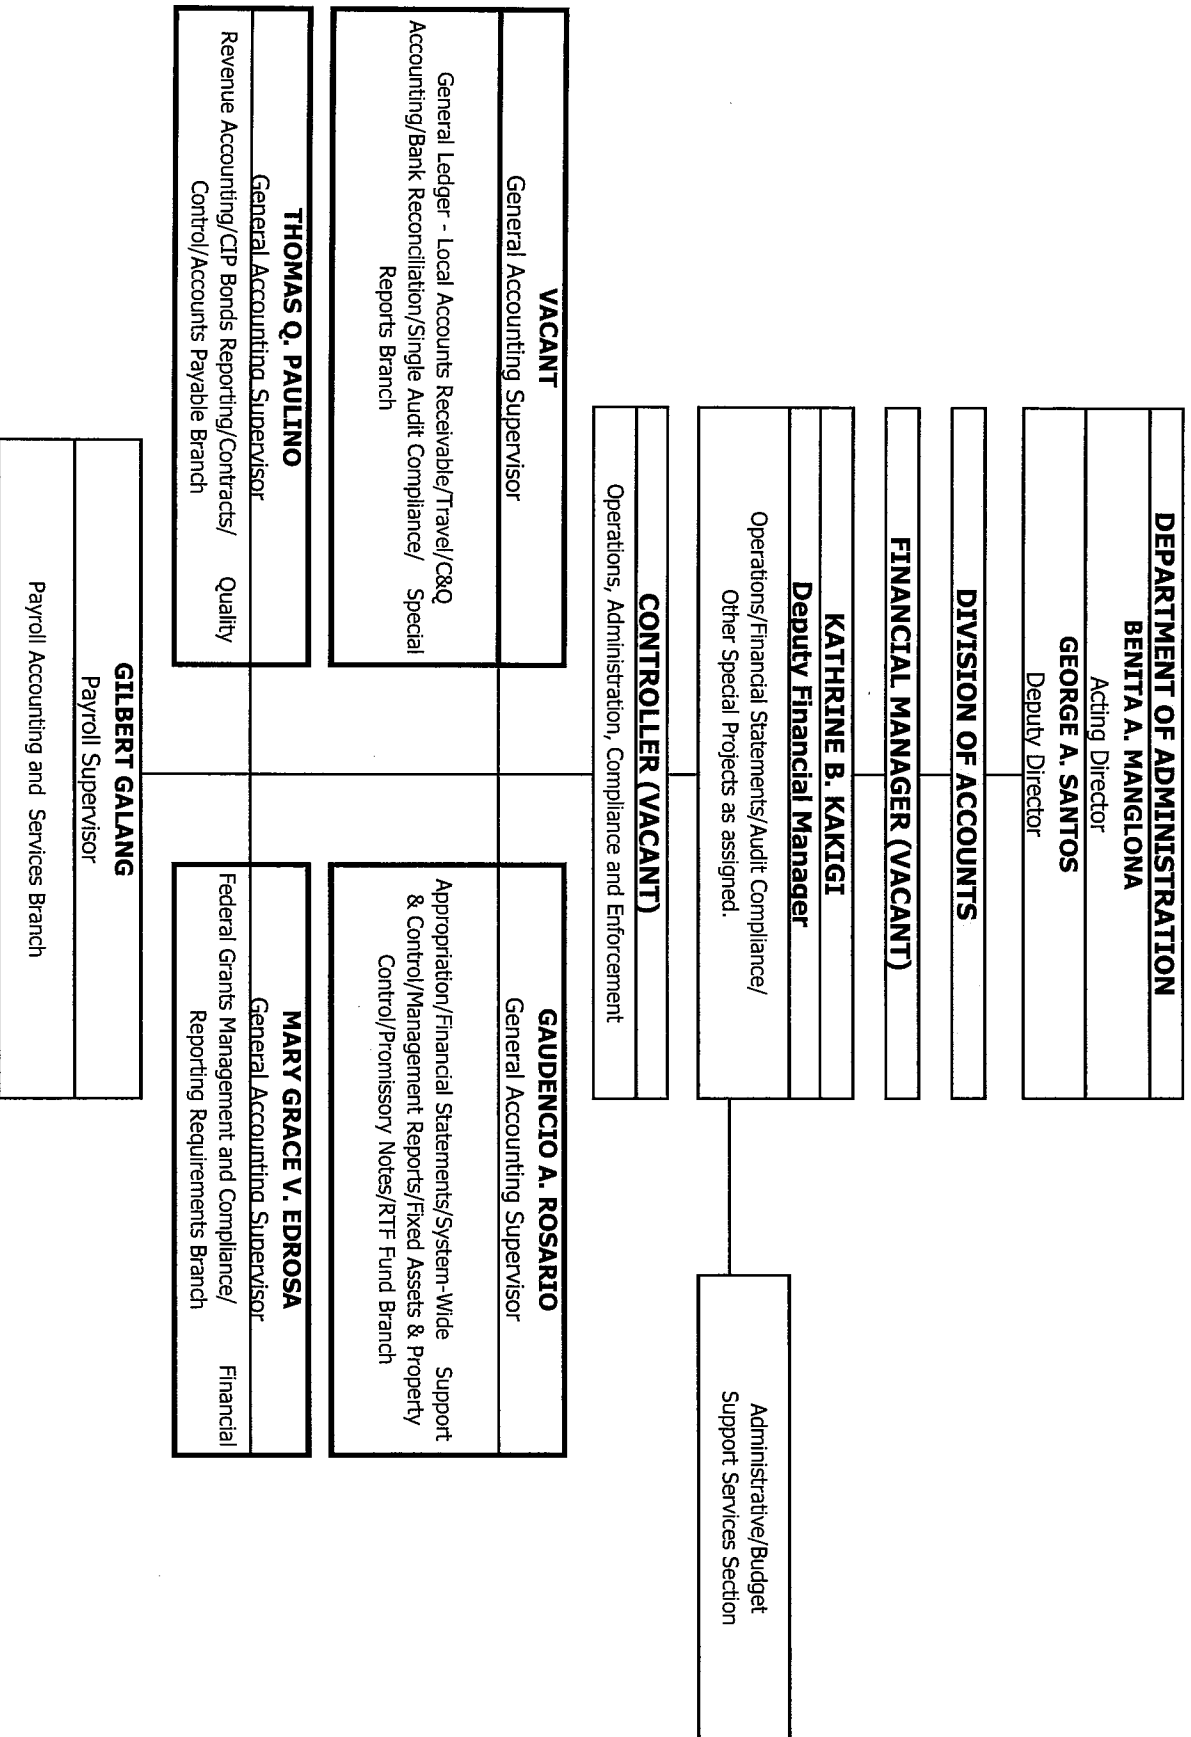 DEPARTMENT OF ADMINISTRATION
BENITA A. MANGLONA
Acting Director
GEORGE A. SANTOS
Deputy Director
DIVISION OF ACCOUNTS
FINANCIAL MANAGER (VACANT)
KATHRINE B. KAKIGI
Deputy Financial Manager
Operations/Financial Statements/Audit Compliance/
Other Special Projects as assigned.
Administrative/Budget
Support Services Section
CONTROLLER (VACANT)
Operations, Administration, Compliance and Enforcement
VACANT
General Accounting Supervisor
General Ledger - Local Accounts Receivable/Travel/C&Q
Accounting/Bank Reconciliation/Single Audit Compliance/ Special
Reports Branch
GAUDENCIO A. ROSARIO
General Accounting Supervisor
Appropriation/Financial Statements/System-Wide Support
& Control/Management Reports/Fixed Assets & Property
Control/Promissory Notes/RTF Fund Branch
THOMAS Q. PAULINO
General Accounting Supervisor
Revenue Accounting/CIP Bonds Reporting/Contracts/ Quality
Control/Accounts Payable Branch
MARY GRACE V. EDROSA
General Accounting Supervisor
Federal Grants Management and Compliance/ Financial
Reporting Requirements Branch
GILBERT GALANG
Payroll Supervisor
Payroll Accounting and Services Branch